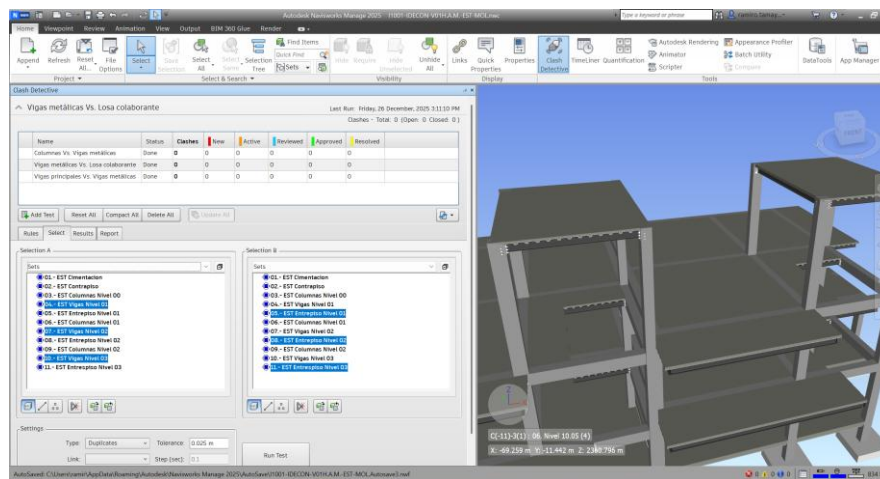 Autodesk Navisworks Manage 2025 J1001-IDECON-V01H.A.M.-EST-MOL.nwc
Type a keyword or phrase
Home Viewpoint Review Animation View Output BIM 360 Glue Render
Append Refresh Reset All... File Options
Select Save Selection Select All Select Same Selection Tree
Find Items
Quick Find
Sets
Hide Require Hide Unselected Unhide All
Links Quick Properties Properties
Clash Detective TimeLiner Quantification
Autodesk Rendering
Animator
Scripter
Appearance Profiler
Batch Utility
Compare
DataTools App Manager
Project Select & Search Visibility Display Tools
Clash Detective
Vigas metálicas Vs. Losa colaborante
Last Run: Friday, 26 December, 2025 3:11:10 PM
Clashes - Total: 0 (Open: 0 Closed: 0)
Name Status Clashes New Active Reviewed Approved Resolved
Columnas Vs. Vigas metálicas Done 0 0 0 0 0 0
Vigas metálicas Vs. Losa colaborante Done 0 0 0 0 0 0
Vigas principales Vs. Vigas metálicas Done 0 0 0 0 0 0
Add Test Reset All Compact All Delete All Update All
Rules Select Results Report
Selection A
Sets
01.- EST Cimentacion
02.- EST Contrapiso
03.- EST Columnas Nivel 00
04.- EST Vigas Nivel 01
05.- EST Entrepiso Nivel 01
06.- EST Columnas Nivel 01
07.- EST Vigas Nivel 02
08.- EST Entrepiso Nivel 02
09.- EST Columnas Nivel 02
10.- EST Vigas Nivel 03
11.- EST Entrepiso Nivel 03
Selection B
Sets
01.- EST Cimentacion
02.- EST Contrapiso
03.- EST Columnas Nivel 00
04.- EST Vigas Nivel 01
05.- EST Entrepiso Nivel 01
06.- EST Columnas Nivel 01
07.- EST Vigas Nivel 02
08.- EST Entrepiso Nivel 02
09.- EST Columnas Nivel 02
10.- EST Vigas Nivel 03
11.- EST Entrepiso Nivel 03
Settings
Type: Duplicates Tolerance: 0.025 m
Link: Step (sec): 0.1
Run Test
FRONT
Z
C(-11)-3(1) : 06. Nivel 10.05 (4)
X: -69.259 m Y: -11.442 m Z: 2380.796 m